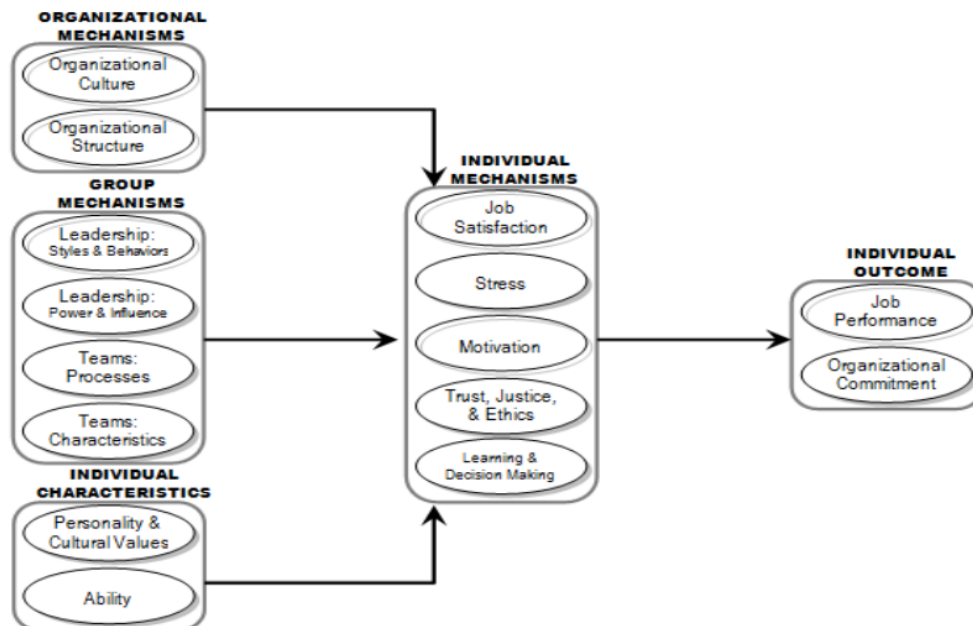 ORGANIZATIONAL
MECHANISMS
Organizational
Culture
Organizational
Structure
GROUP
MECHANISMS
Leadership:
Styles & Behaviors
Leadership:
Power & Influence
Teams:
Processes
Teams:
Characteristics
INDIVIDUAL
CHARACTERISTICS
Personality &
Cultural Values
Ability
INDIVIDUAL
MECHANISMS
Job
Satisfaction
Stress
Motivation
Trust, Justice,
& Ethics
Learning &
Decision Making
INDIVIDUAL
OUTCOME
Job
Performance
Organizational
Commitment